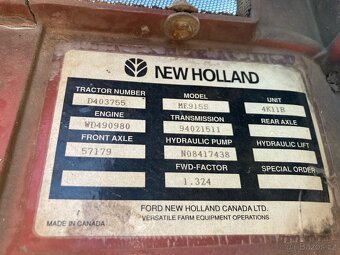 NEW HOLLAND
TRACTOR NUMBER MODEL UNIT
D403755 ME915S 4K11B
ENGINE TRANSMISSION REAR AXLE
WD490980 94021511
FRONT AXLE HYDRAULIC PUMP HYDRAULIC LIFT
57179 N08417438
FWD-FACTOR SPECIAL ORDER
1.324
FORD NEW HOLLAND CANADA LTD.
MADE IN CANADA VERSATILE FARM EQUIPMENT OPERATIONS